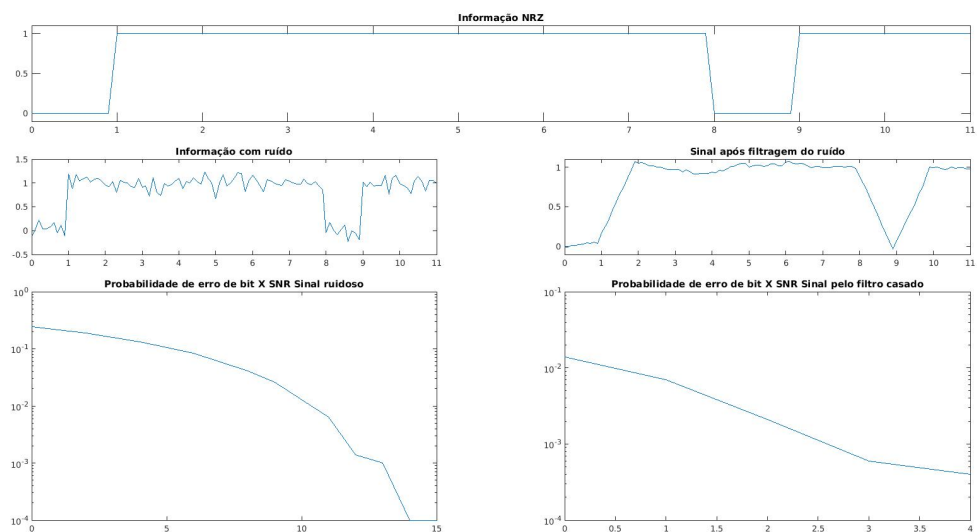 Informação NRZ
1
0.5
0
0 1 2 3 4 5 6 7 8 9 10 11
Informação com ruído
1.5
1
0.5
0
-0.5
0 1 2 3 4 5 6 7 8 9 10 11
Sinal após filtragem do ruído
1
0.5
0
0 1 2 3 4 5 6 7 8 9 10 11
Probabilidade de erro de bit X SNR Sinal ruidoso
10^0
10^-1
10^-2
10^-3
10^-4
0 5 10 15
Probabilidade de erro de bit X SNR Sinal pelo filtro casado
10^-1
10^-2
10^-3
10^-4
0 0.5 1 1.5 2 2.5 3 3.5 4